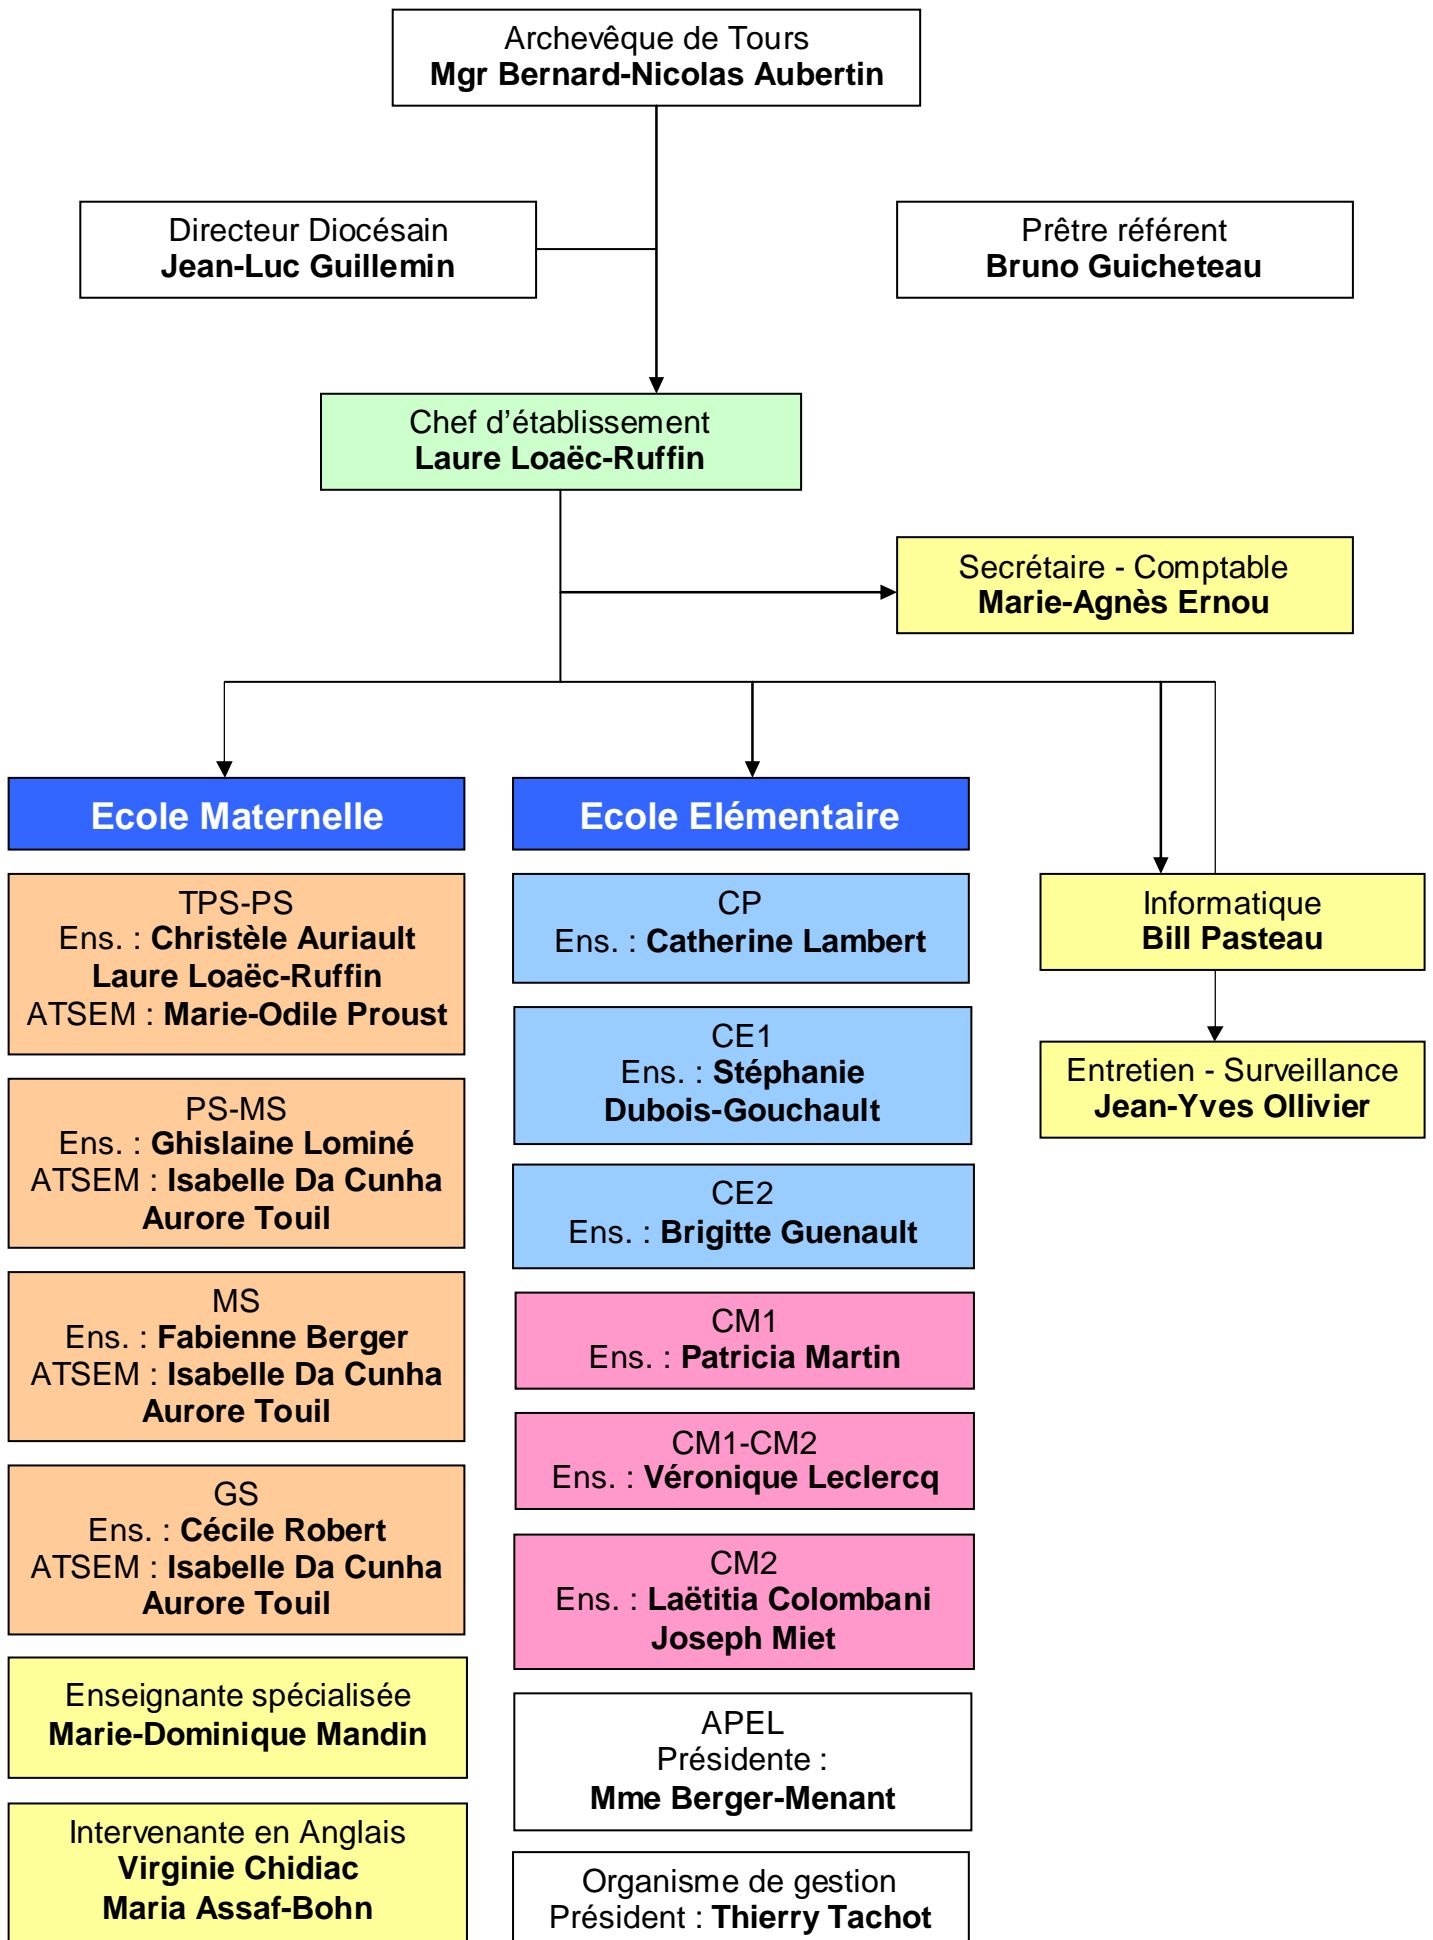 Archevêque de Tours
Mgr Bernard-Nicolas Aubertin
Directeur Diocésain
Jean-Luc Guillemin
Prêtre référent
Bruno Guicheteau
Chef d’établissement
Laure Loaëc-Ruffin
Secrétaire - Comptable
Marie-Agnès Ernou
Ecole Maternelle
TPS-PS
Ens. : Christèle Auriault
Laure Loaëc-Ruffin
ATSEM : Marie-Odile Proust
PS-MS
Ens. : Ghislaine Lominé
ATSEM : Isabelle Da Cunha
Aurore Touil
MS
Ens. : Fabienne Berger
ATSEM : Isabelle Da Cunha
Aurore Touil
GS
Ens. : Cécile Robert
ATSEM : Isabelle Da Cunha
Aurore Touil
Enseignante spécialisée
Marie-Dominique Mandin
Intervenante en Anglais
Virginie Chidiac
Maria Assaf-Bohn
Ecole Elémentaire
CP
Ens. : Catherine Lambert
CE1
Ens. : Stéphanie
Dubois-Gouchault
CE2
Ens. : Brigitte Guenault
CM1
Ens. : Patricia Martin
CM1-CM2
Ens. : Véronique Leclercq
CM2
Ens. : Laëtitia Colombani
Joseph Miet
APEL
Présidente :
Mme Berger-Menant
Organisme de gestion
Président : Thierry Tachot
Informatique
Bill Pasteau
Entretien - Surveillance
Jean-Yves Ollivier